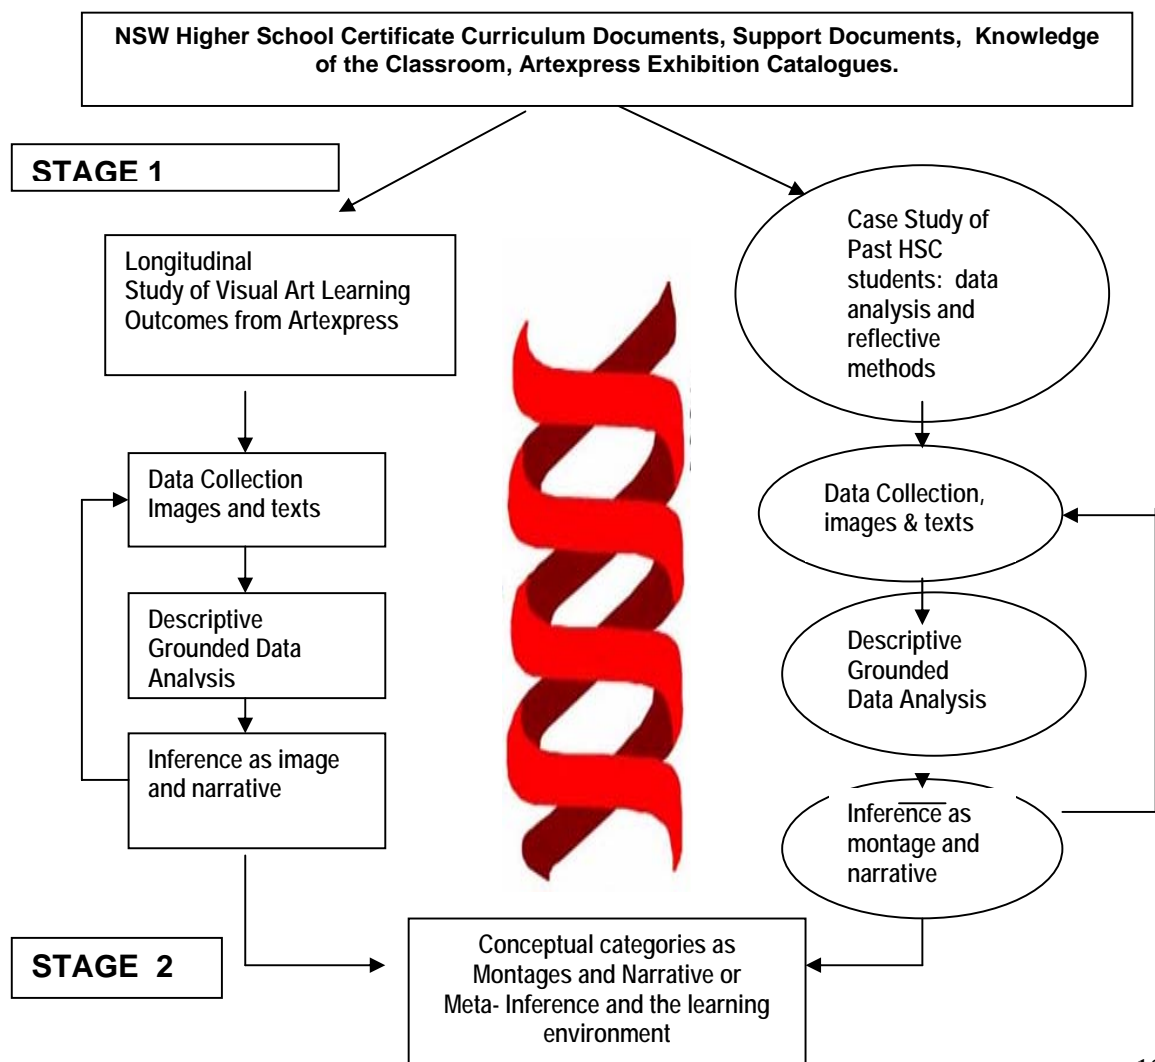 NSW Higher School Certificate Curriculum Documents, Support Documents, Knowledge
of the Classroom, Artexpress Exhibition Catalogues.
STAGE 1
Longitudinal
Study of Visual Art Learning
Outcomes from Artexpress
Case Study of
Past HSC
students: data
analysis and
reflective
methods
Data Collection
Images and texts
Data Collection,
images & texts
Descriptive
Grounded Data
Analysis
Descriptive
Grounded
Data Analysis
Inference as image
and narrative
Inference as
montage and
narrative
STAGE 2
Conceptual categories as
Montages and Narrative or
Meta- Inference and the learning
environment